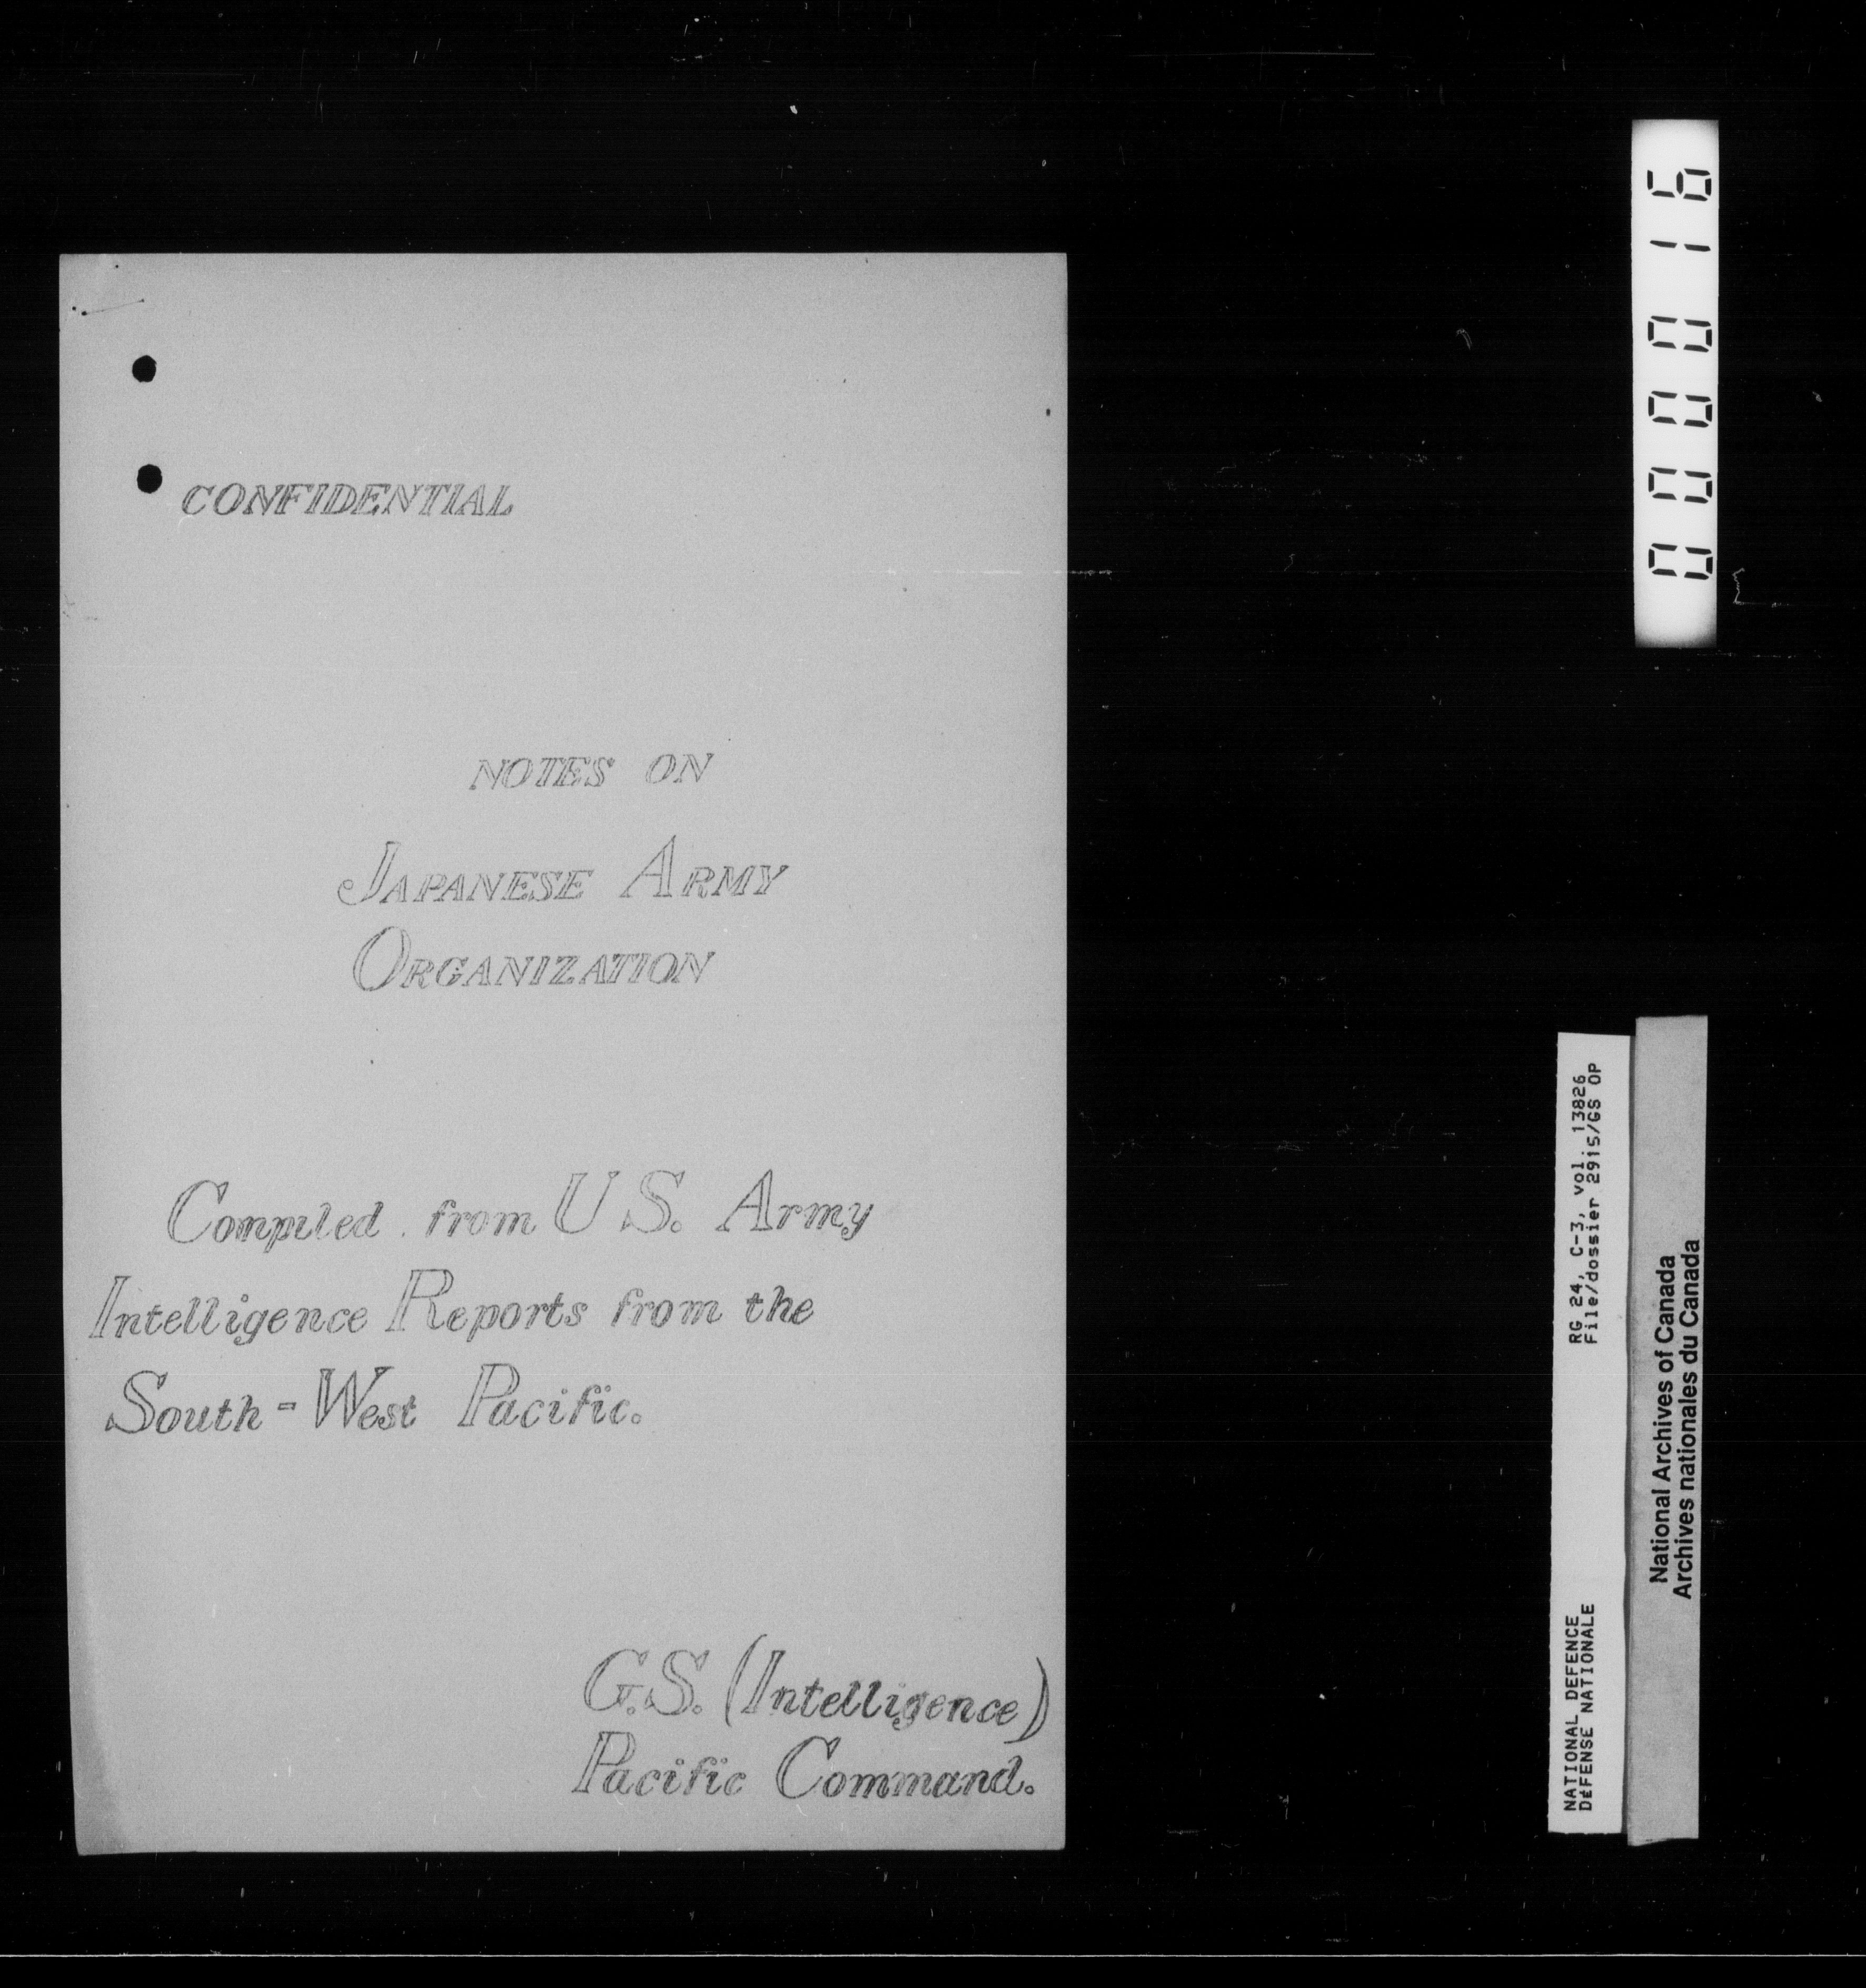 CONFIDENTIAL
NOTES ON
JAPANESE ARMY
ORGANIZATION
Compiled from U.S. Army
Intelligence Reports from the
South-West Pacific.
G.S. (Intelligence)
Pacific Command.
000016
RG 24, C-3, vol. 13826
File/dossier 2915/GS OP
NATIONAL DEFENCE
DÉFENSE NATIONALE
National Archives of Canada
Archives nationales du Canada